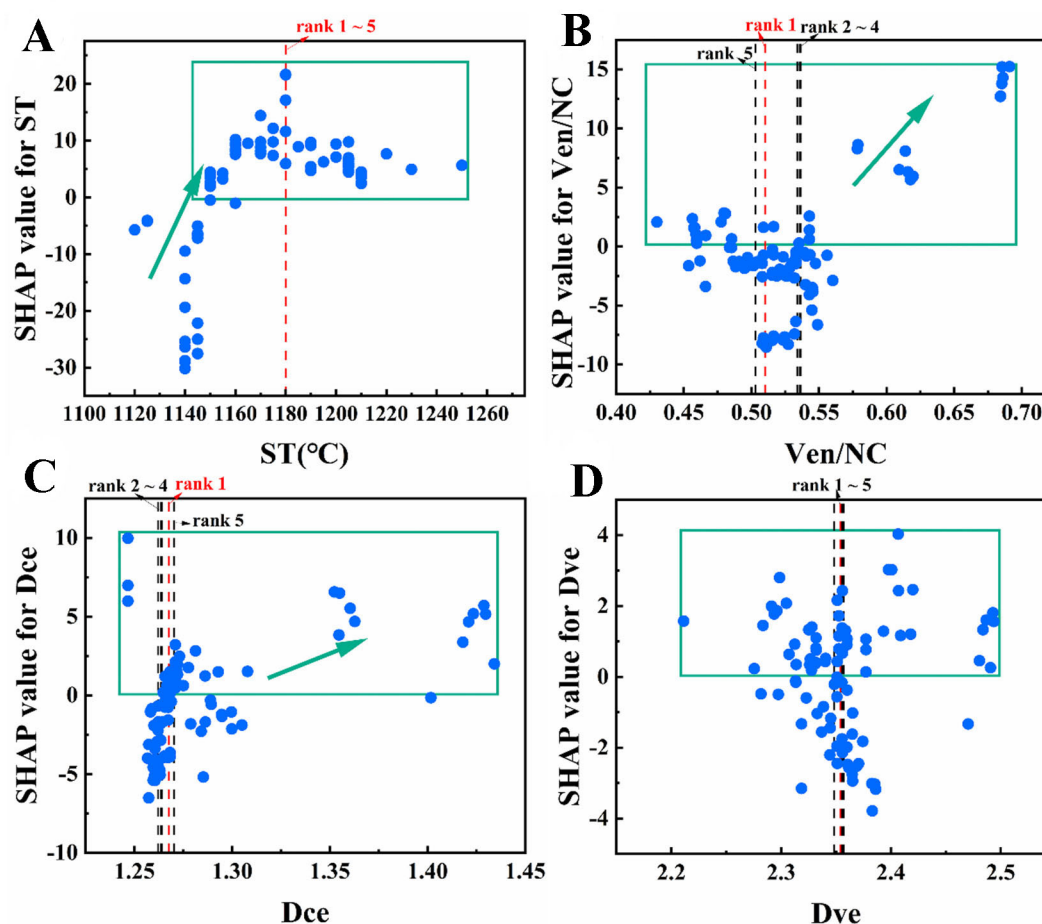 A
rank 1 ~ 5
SHAP value for ST
20
10
0
-10
-20
-30
1100 1120 1140 1160 1180 1200 1220 1240 1260
ST(°C)
B
rank 1
rank 2 ~ 4
rank 5
SHAP value for Ven/NC
15
10
5
0
-5
-10
0.40 0.45 0.50 0.55 0.60 0.65 0.70
Ven/NC
C
rank 2 ~ 4
rank 1
rank 5
SHAP value for Dce
10
5
0
-5
-10
1.25 1.30 1.35 1.40 1.45
Dce
D
rank 1 ~ 5
SHAP value for Dve
4
2
0
-2
-4
2.2 2.3 2.4 2.5
Dve